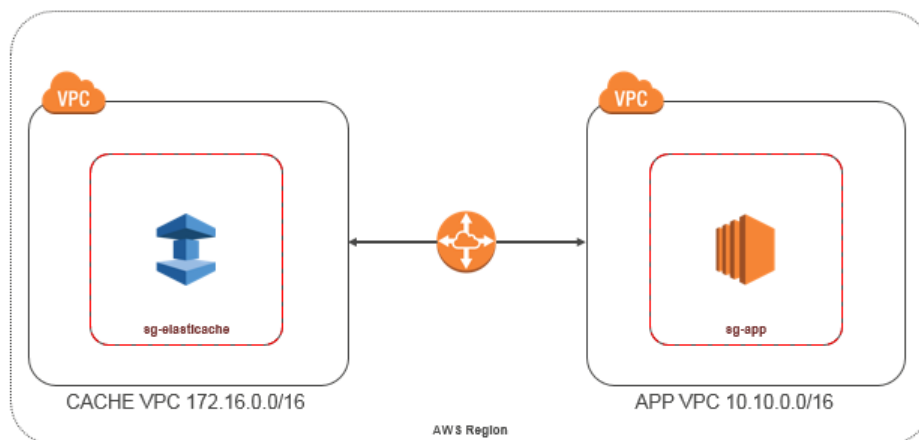 VPC
VPC
sg-elasticache
sg-app
CACHE VPC 172.16.0.0/16
APP VPC 10.10.0.0/16
AWS Region